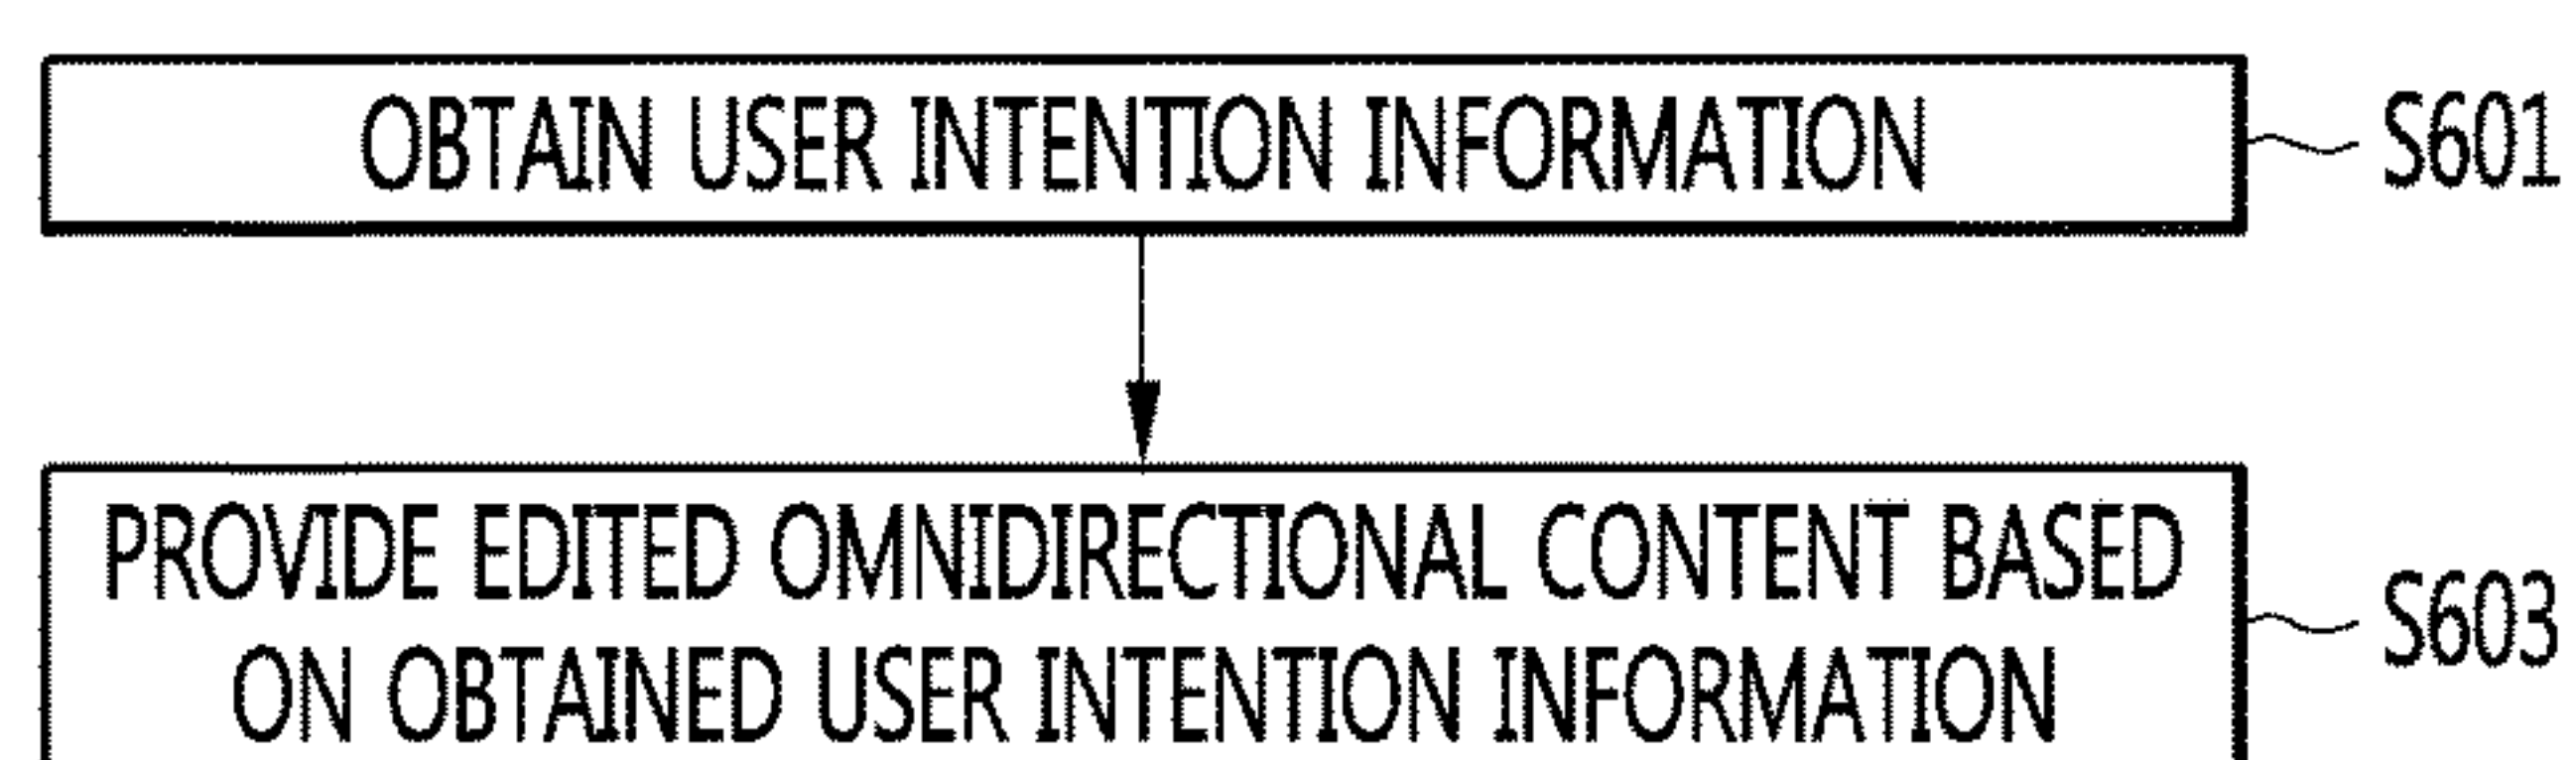 OBTAIN USER INTENTION INFORMATION
S601
PROVIDE EDITED OMNIDIRECTIONAL CONTENT BASED
ON OBTAINED USER INTENTION INFORMATION
S603